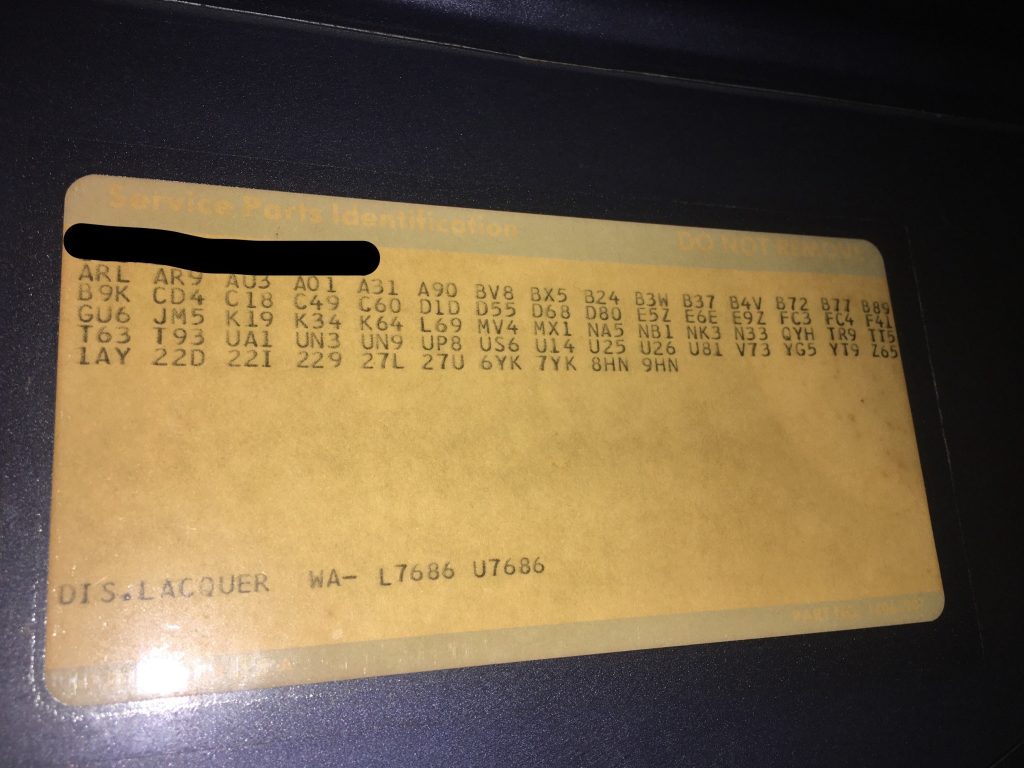 Service Parts Identification DO NOT REMOVE
ARL AR9 AU3 AO1 A31 A90 BV8 BX5 B24 B3W B37 B4V B72 B77 B89
B9K CD4 C18 C49 C60 D1D D55 D68 D80 E5Z E6E E9Z FC3 FC4 F41
GU6 JM5 K19 K34 K64 L69 MV4 MX1 NA5 NB1 NK3 N33 QYH TR9 TT5
T63 T93 UA1 UN3 UN9 UP8 US6 U14 U25 U26 U81 V73 YG5 YT9 Z65
1AY 22D 22I 229 27L 27U 6YK 7YK 8HN 9HN
DIS.LACQUER WA- L7686 U7686